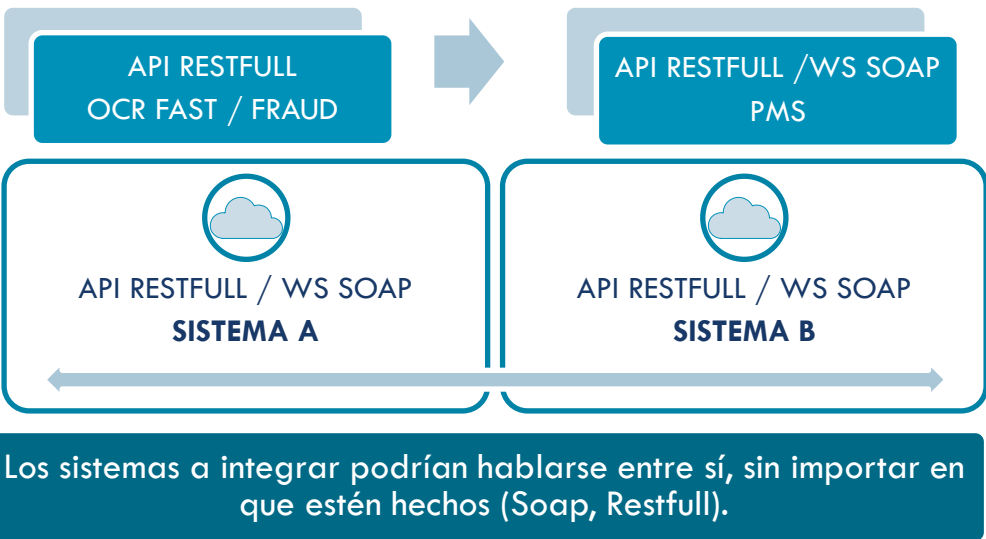 API RESTFULL
OCR FAST / FRAUD
API RESTFULL /WS SOAP
PMS
API RESTFULL / WS SOAP
SISTEMA A
API RESTFULL / WS SOAP
SISTEMA B
Los sistemas a integrar podrían hablarse entre sí, sin importar en
que estén hechos (Soap, Restfull).